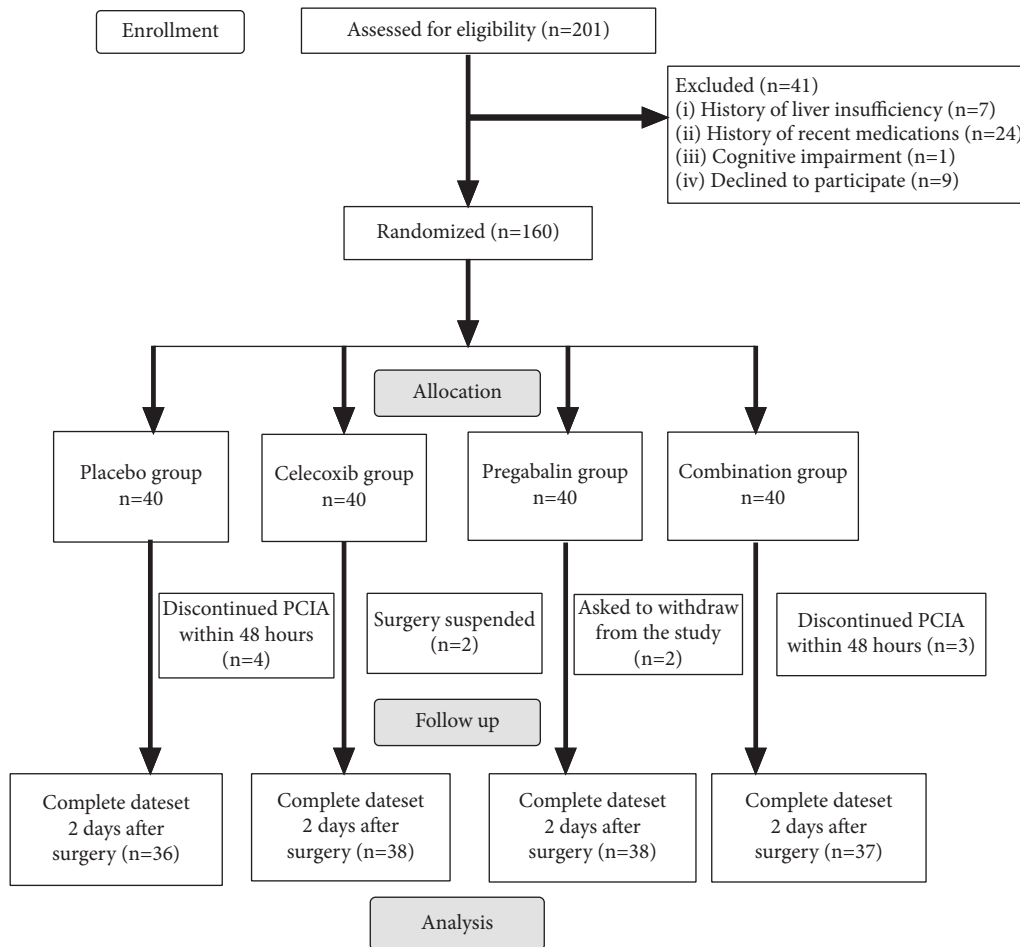 Enrollment
Assessed for eligibility (n=201)
Excluded (n=41)
(i) History of liver insufficiency (n=7)
(ii) History of recent medications (n=24)
(iii) Cognitive impairment (n=1)
(iv) Declined to participate (n=9)
Randomized (n=160)
Allocation
Placebo group
n=40
Celecoxib group
n=40
Pregabalin group
n=40
Combination group
n=40
Discontinued PCIA
within 48 hours
(n=4)
Surgery suspended
(n=2)
Asked to withdraw
from the study
(n=2)
Discontinued PCIA
within 48 hours (n=3)
Follow up
Complete dateset
2 days after
surgery (n=36)
Complete dateset
2 days after
surgery (n=38)
Complete dateset
2 days after
surgery (n=38)
Complete dateset
2 days after
surgery (n=37)
Analysis